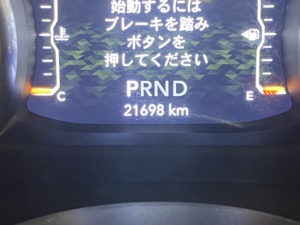 始動するには
ブレーキを踏み
ボタンを
押してください
PRND
C
E
21698 km